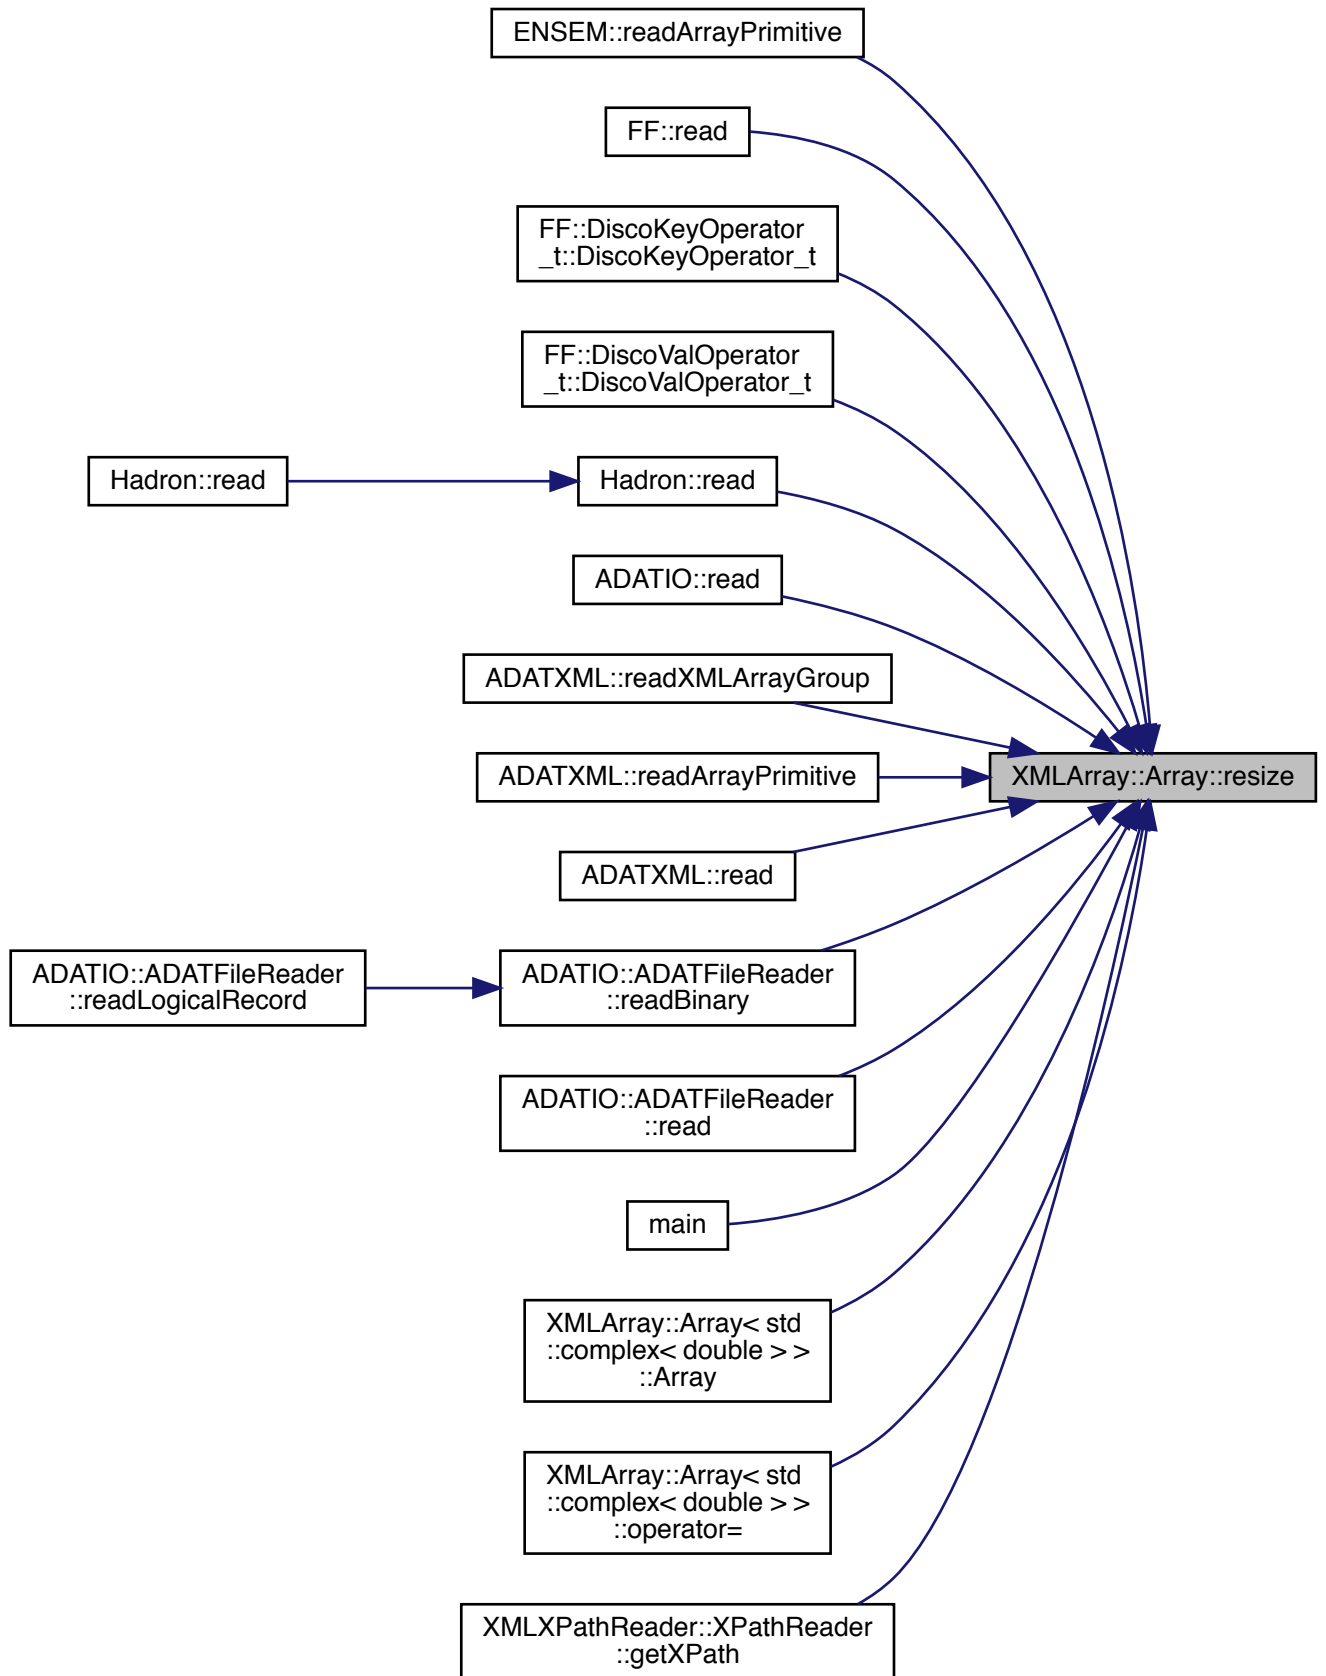 ENSEM::readArrayPrimitive
FF::read
FF::DiscoKeyOperator
_t::DiscoKeyOperator_t
FF::DiscoValOperator
_t::DiscoValOperator_t
Hadron::read
Hadron::read
ADATIO::read
ADATXML::readXMLArrayGroup
ADATXML::readArrayPrimitive
XMLArray::Array::resize
ADATXML::read
ADATIO::ADATFileReader
::readLogicalRecord
ADATIO::ADATFileReader
::readBinary
ADATIO::ADATFileReader
::read
main
XMLArray::Array< std
::complex< double > >
::Array
XMLArray::Array< std
::complex< double > >
::operator=
XMLXPathReader::XPathReader
::getXPath